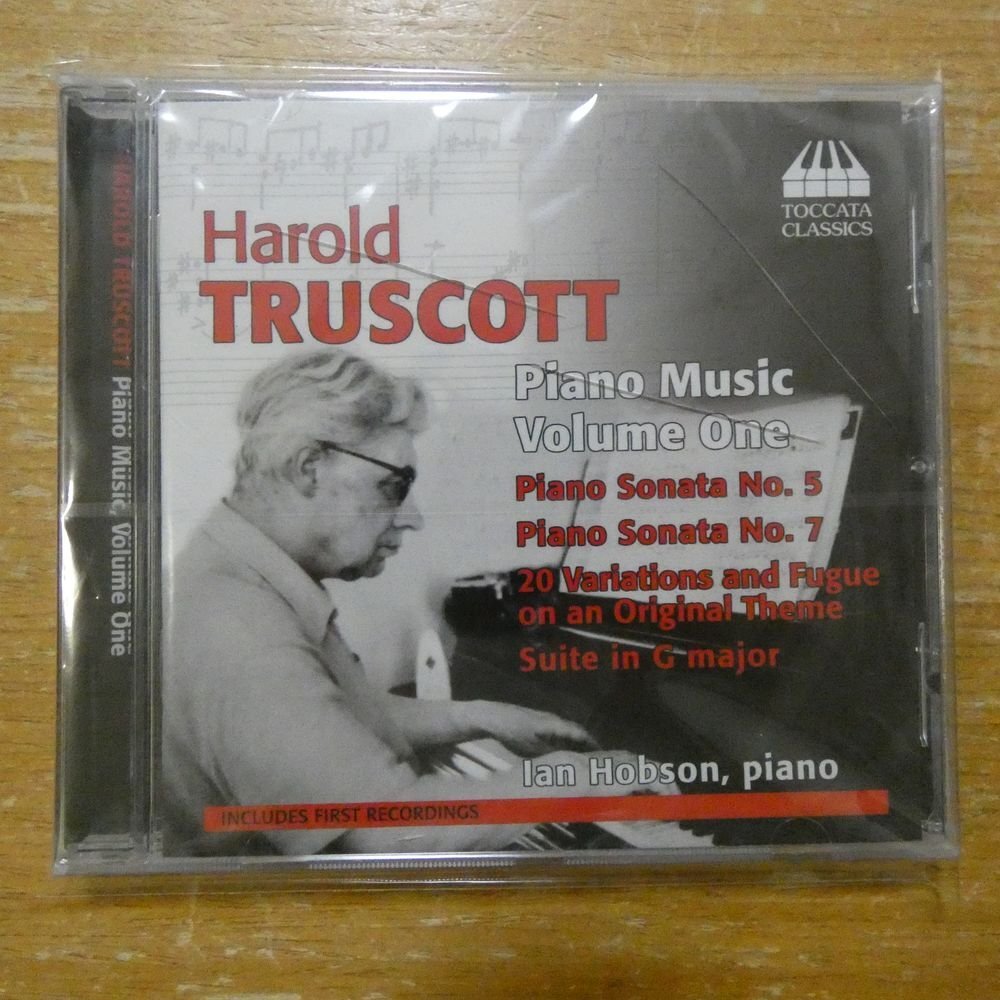 HAROLD TRUSCOTT Piano Music, Volume One
TOCCATA
CLASSICS
Harold
TRUSCOTT
Piano Music
Volume One
Piano Sonata No. 5
Piano Sonata No. 7
20 Variations and Fugue
on an Original Theme
Suite in G major
Ian Hobson, piano
INCLUDES FIRST RECORDINGS